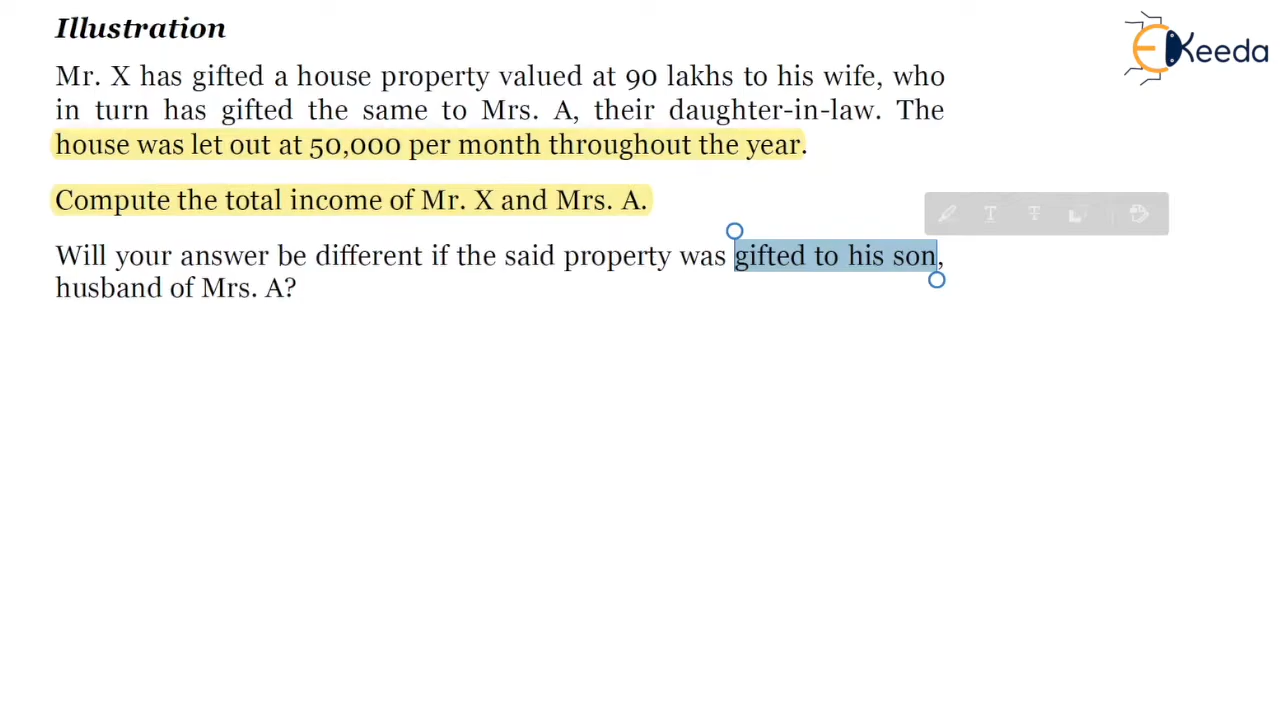 Illustration
Keeda
Mr. X has gifted a house property valued at 90 lakhs to his wife, who
in turn has gifted the same to Mrs. A, their daughter-in-law. The
house was let out at 50,000 per month throughout the year.
Compute the total income of Mr. X and Mrs. A.
Will your answer be different if the said property was gifted to his son,
husband of Mrs. A?